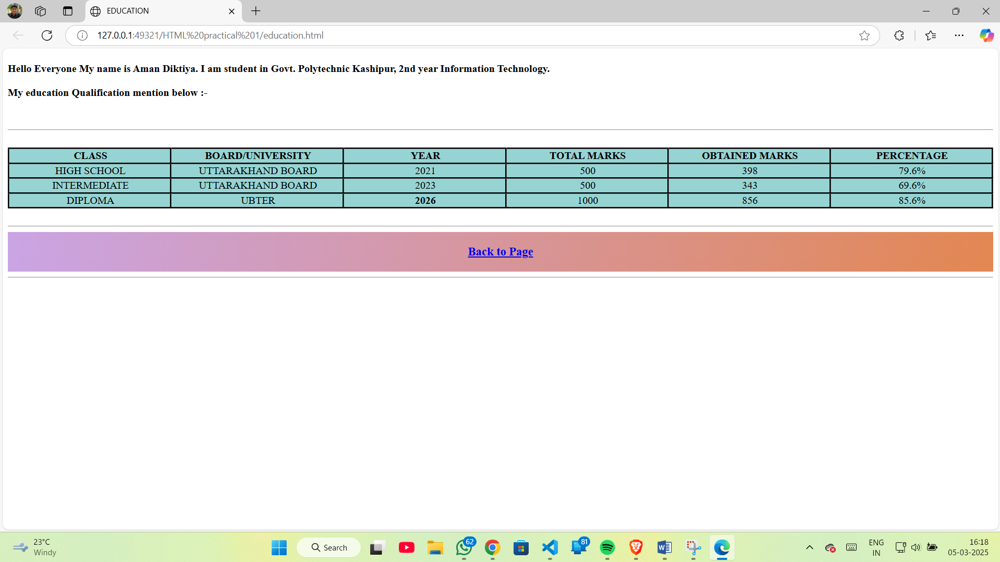 EDUCATION
127.0.0.1:49321/HTML%20practical%201/education.html
Hello Everyone My name is Aman Diktiya. I am student in Govt. Polytechnic Kashipur, 2nd year Information Technology.
My education Qualification mention below :-
CLASS BOARD/UNIVERSITY YEAR TOTAL MARKS OBTAINED MARKS PERCENTAGE
HIGH SCHOOL UTTARAKHAND BOARD 2021 500 398 79.6%
INTERMEDIATE UTTARAKHAND BOARD 2023 500 343 69.6%
DIPLOMA UBTER 2026 1000 856 85.6%
Back to Page
23°C
Windy
Search
62
81
ENG
IN
16:18
05-03-2025